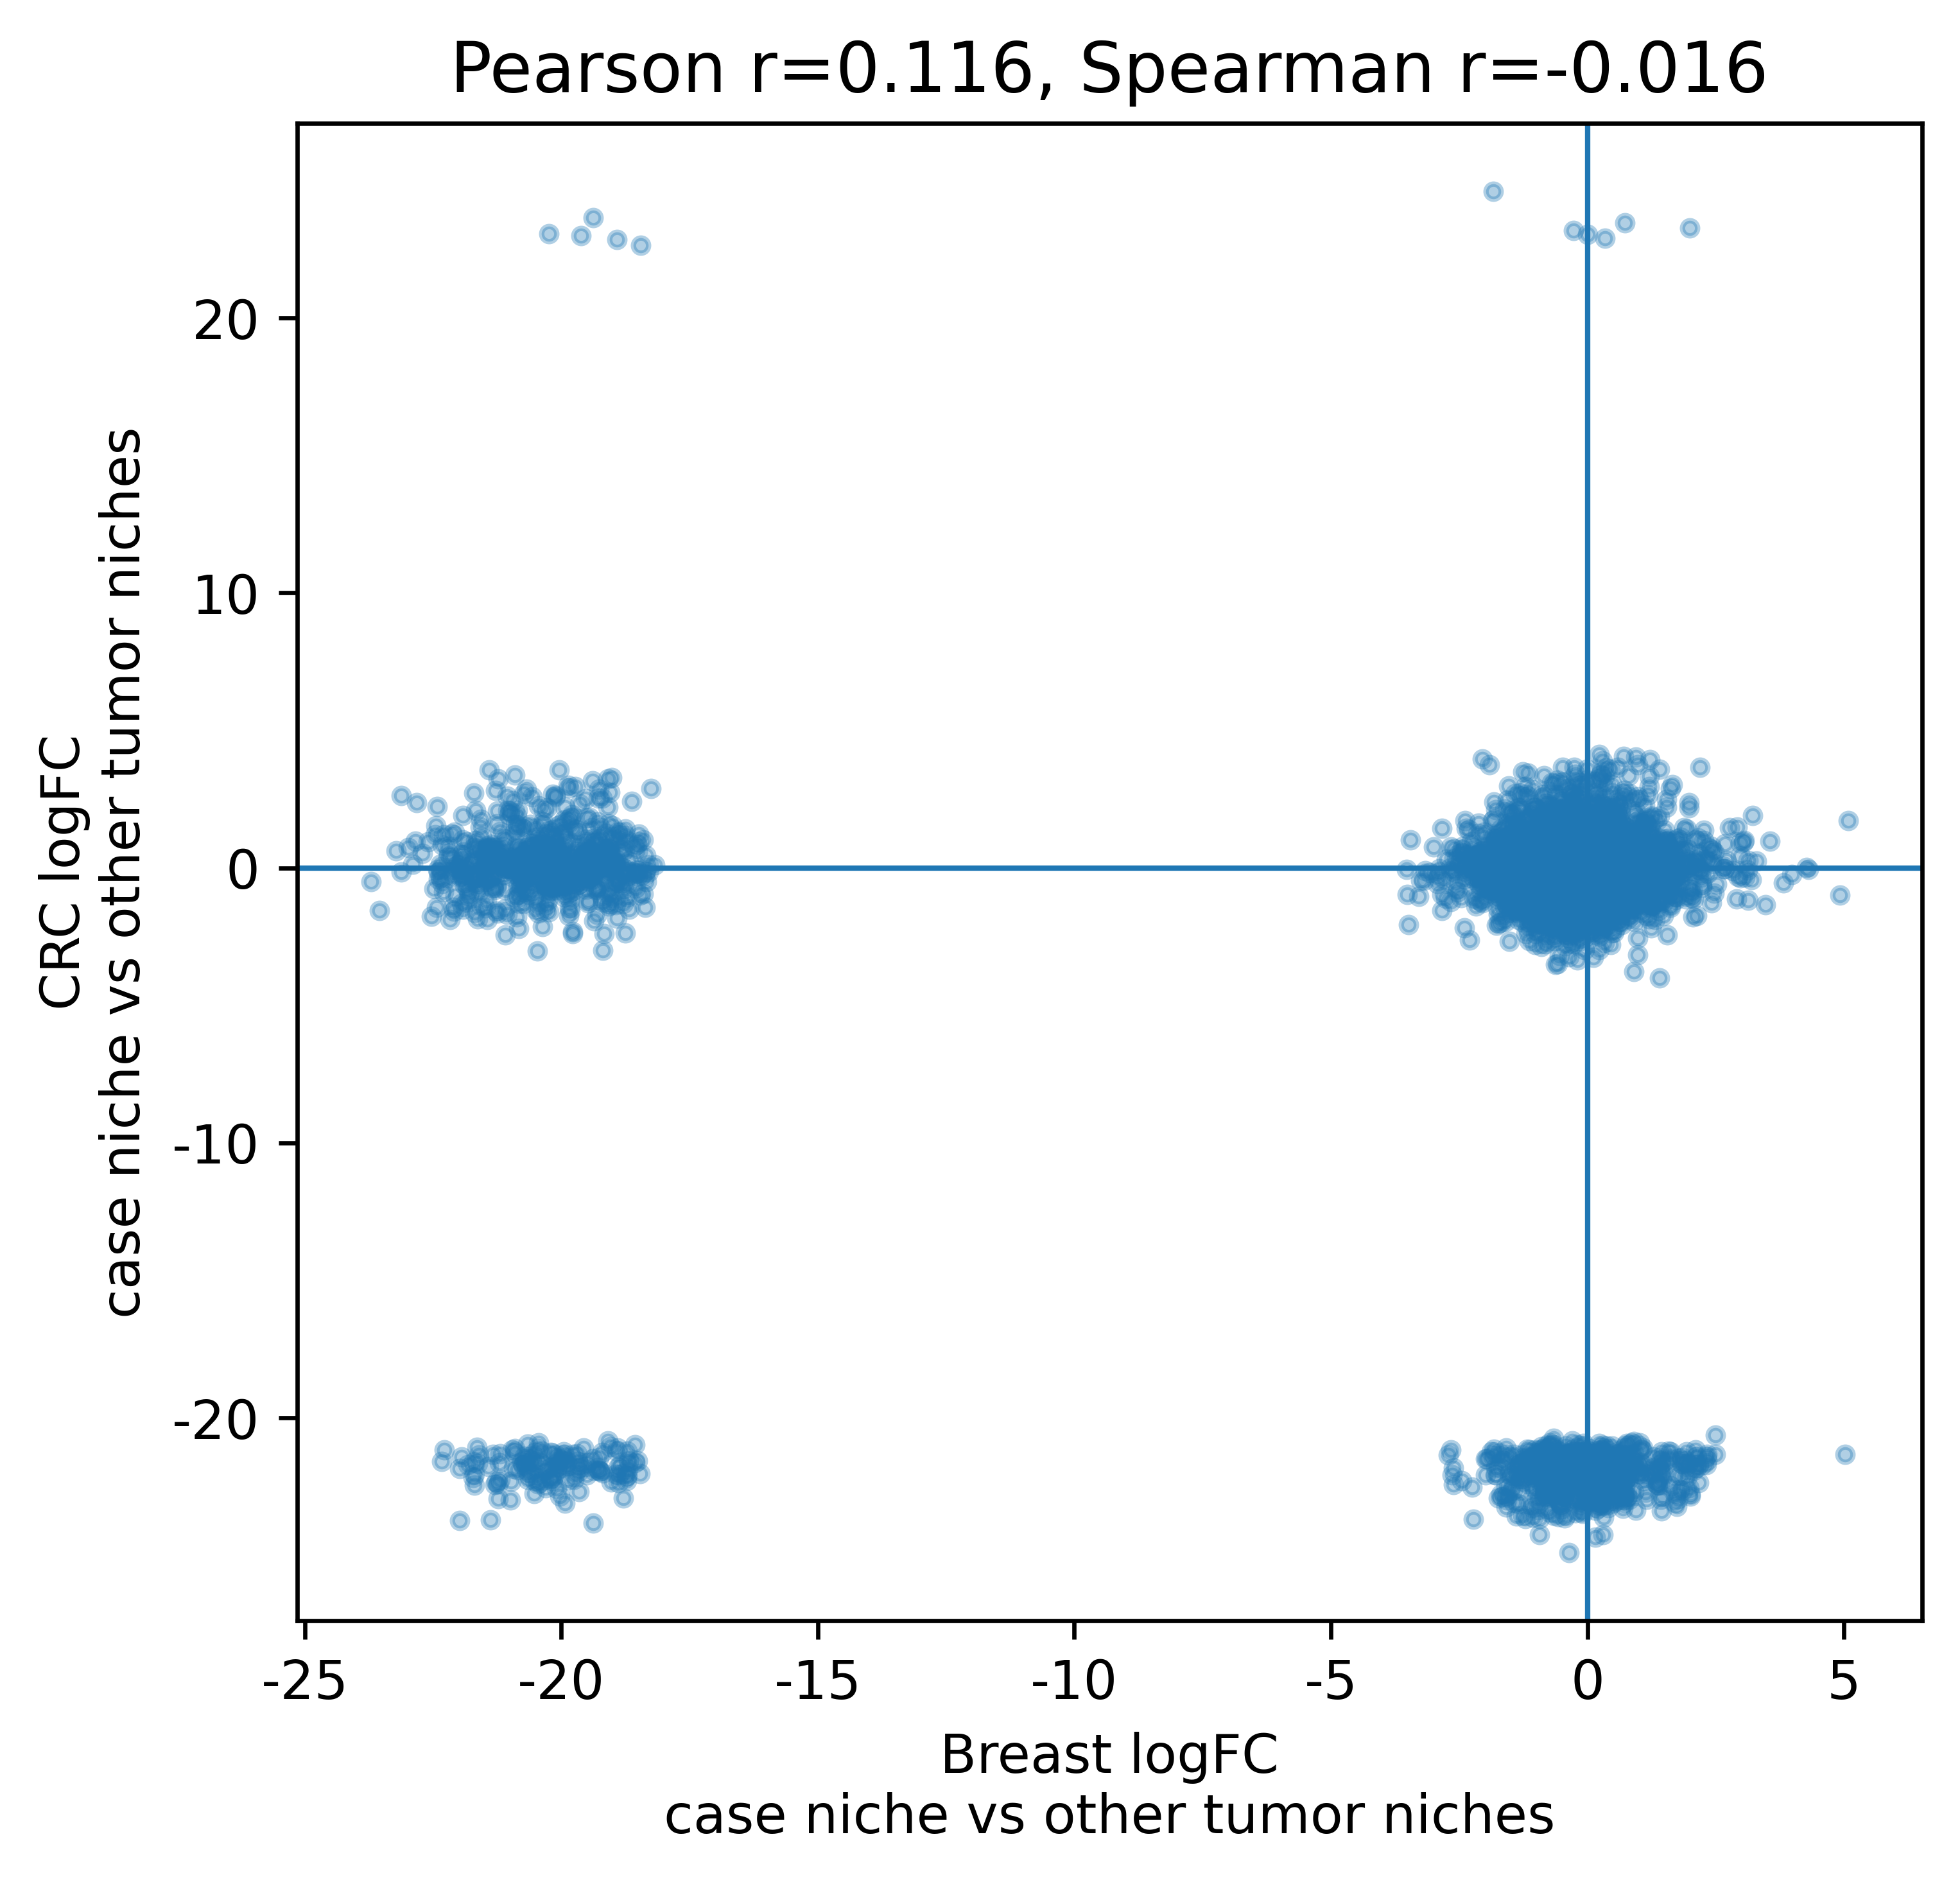 Pearson r=0.116, Spearman r=-0.016
CRC logFC
case niche vs other tumor niches
20
10
0
-10
-20
-25
-20
-15
-10
-5
0
5
Breast logFC
case niche vs other tumor niches